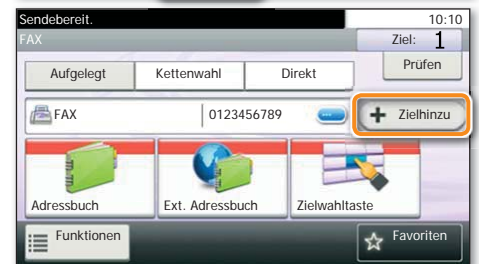 Sendebereit. 10:10
FAX Ziel: 1
Prüfen
Aufgelegt Kettenwahl Direkt
FAX 0123456789 Zielhinzu
Adressbuch Ext. Adressbuch Zielwahltaste
Funktionen Favoriten